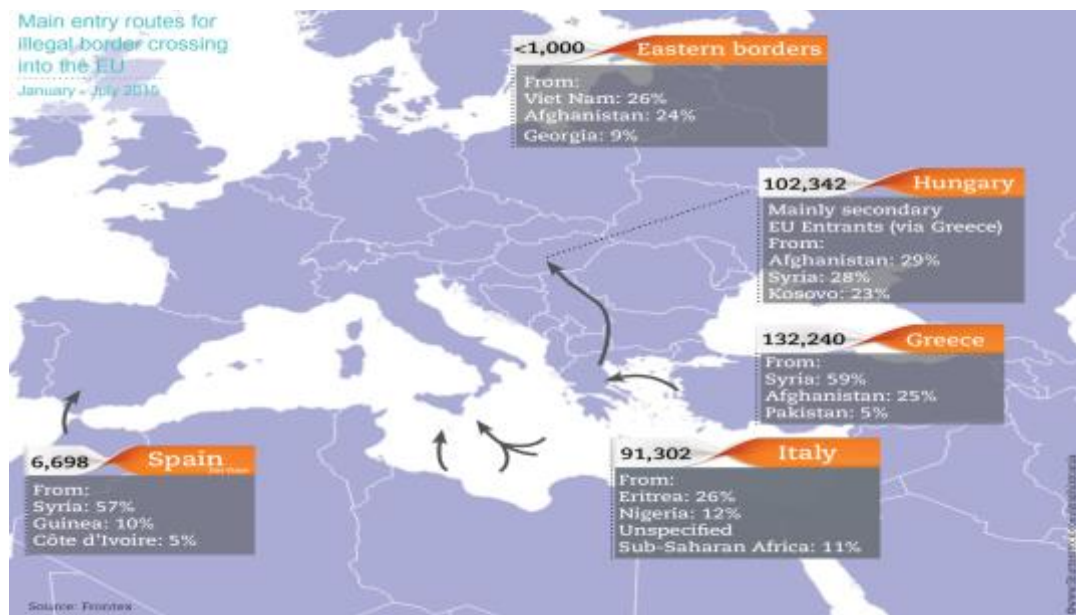 Main entry routes for
illegal border crossing
into the EU
January - July 2015
<1,000 Eastern borders
From:
Viet Nam: 26%
Afghanistan: 24%
Georgia: 9%
102,342 Hungary
Mainly secondary
EU Entrants (via Greece)
From:
Afghanistan: 29%
Syria: 28%
Kosovo: 23%
132,240 Greece
From:
Syria: 59%
Afghanistan: 25%
Pakistan: 5%
6,698 Spain
From:
Syria: 57%
Guinea: 10%
Côte d'Ivoire: 5%
91,302 Italy
From:
Eritrea: 26%
Nigeria: 12%
Unspecified
Sub-Saharan Africa: 11%
Source: Frontex